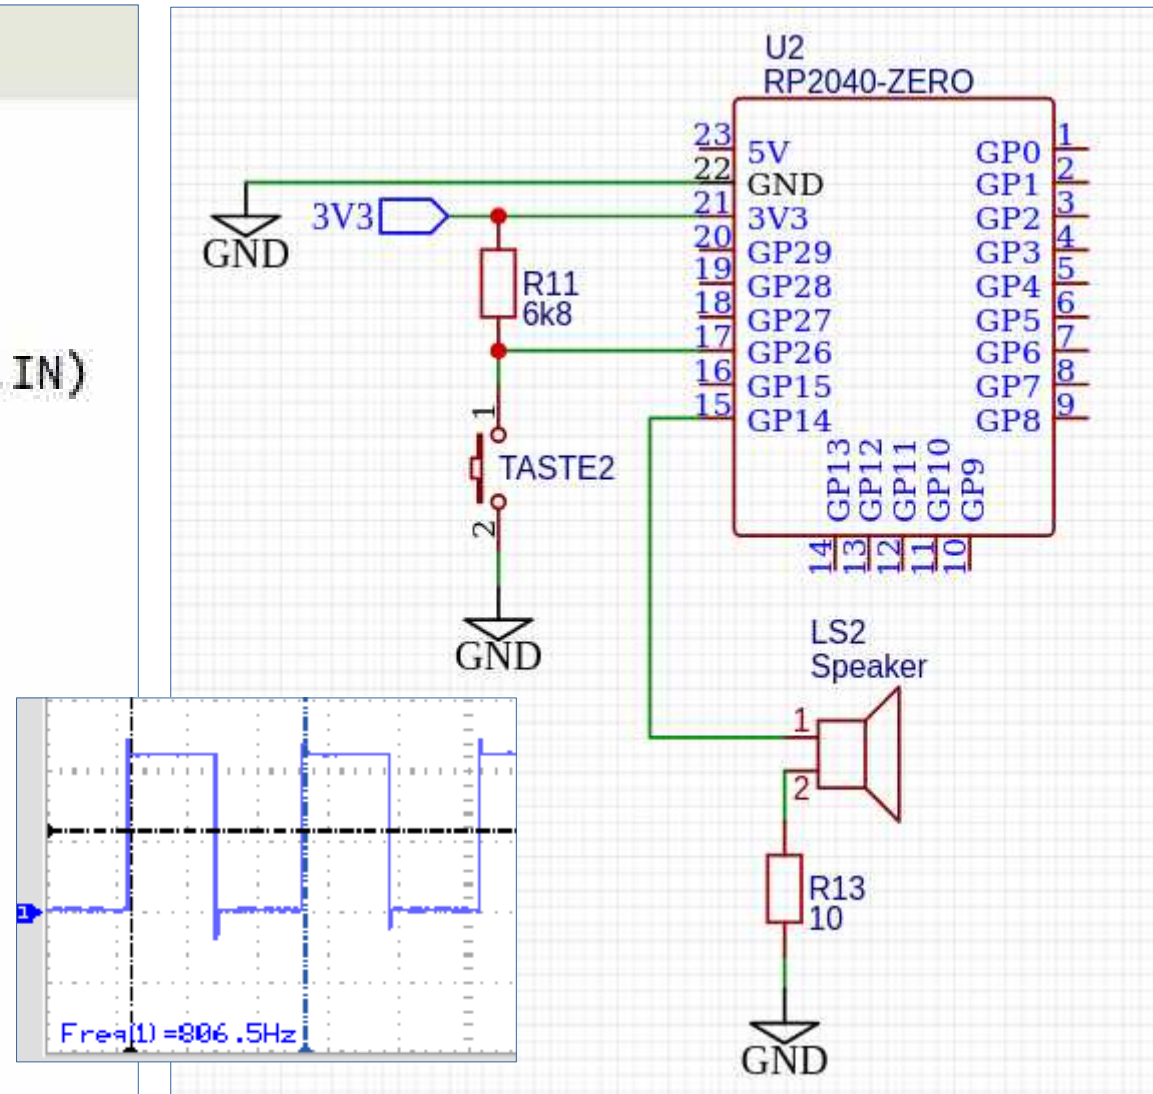 IN)
U2
RP2040-ZERO
23
5V
22
GND
21
3V3
20
GP29
19
GP28
18
GP27
17
GP26
16
GP15
15
GP14
GP0
1
GP1
2
GP2
3
GP3
4
GP4
5
GP5
6
GP6
7
GP7
8
GP8
9
GP13
GP12
GP11
GP10
GP9
14
13
12
11
10
GND
3V3
R11
6k8
1
TASTE2
2
GND
LS2
Speaker
1
2
R13
10
GND
1
Freq(1)=806.5Hz